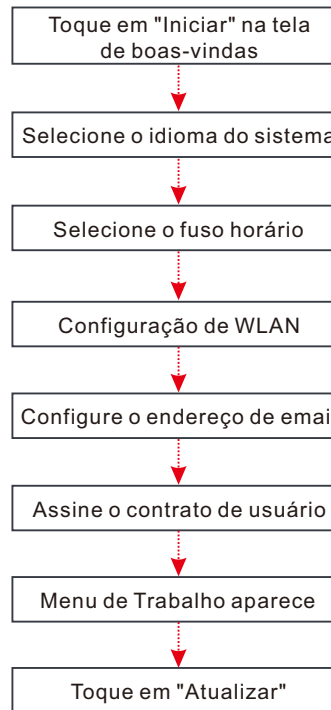 Toque em "Iniciar" na tela
de boas-vindas
Selecione o idioma do sistema
Selecione o fuso horário
Configuração de WLAN
Configure o endereço de emai
Assine o contrato de usuário
Menu de Trabalho aparece
Toque em "Atualizar"